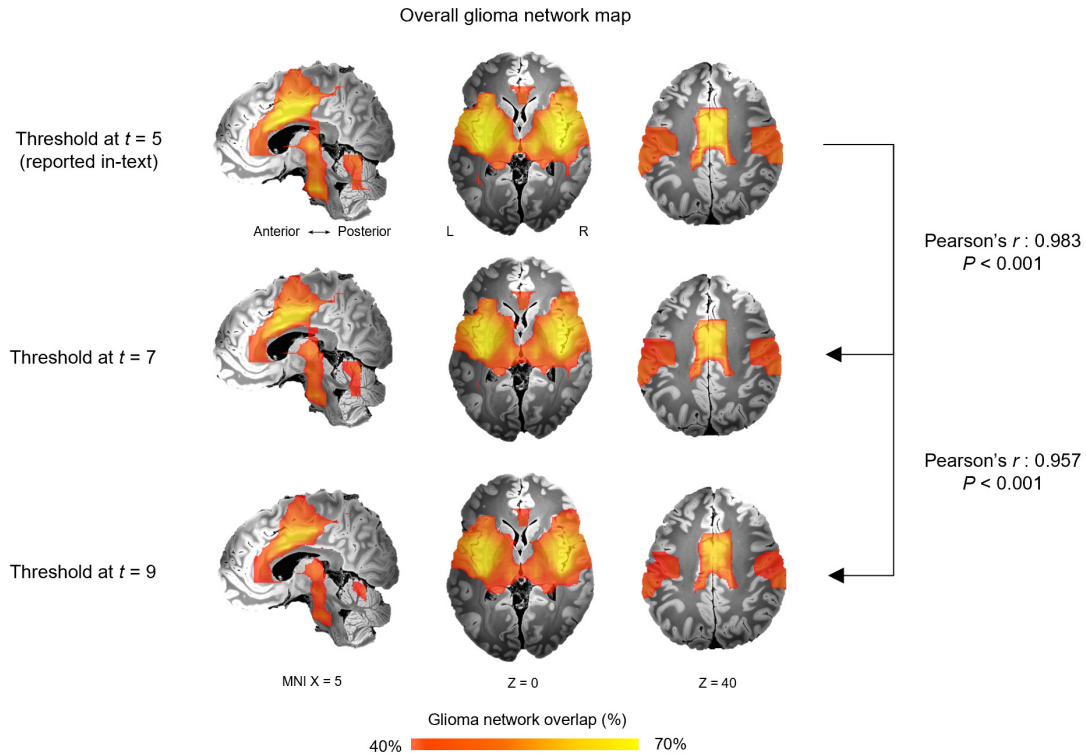 Overall glioma network map
Threshold at t = 5
(reported in-text)
Anterior ↔ Posterior
L
R
Pearson's r : 0.983
P < 0.001
Threshold at t = 7
Pearson's r : 0.957
P < 0.001
Threshold at t = 9
MNI X = 5
Z = 0
Z = 40
Glioma network overlap (%)
40%
70%